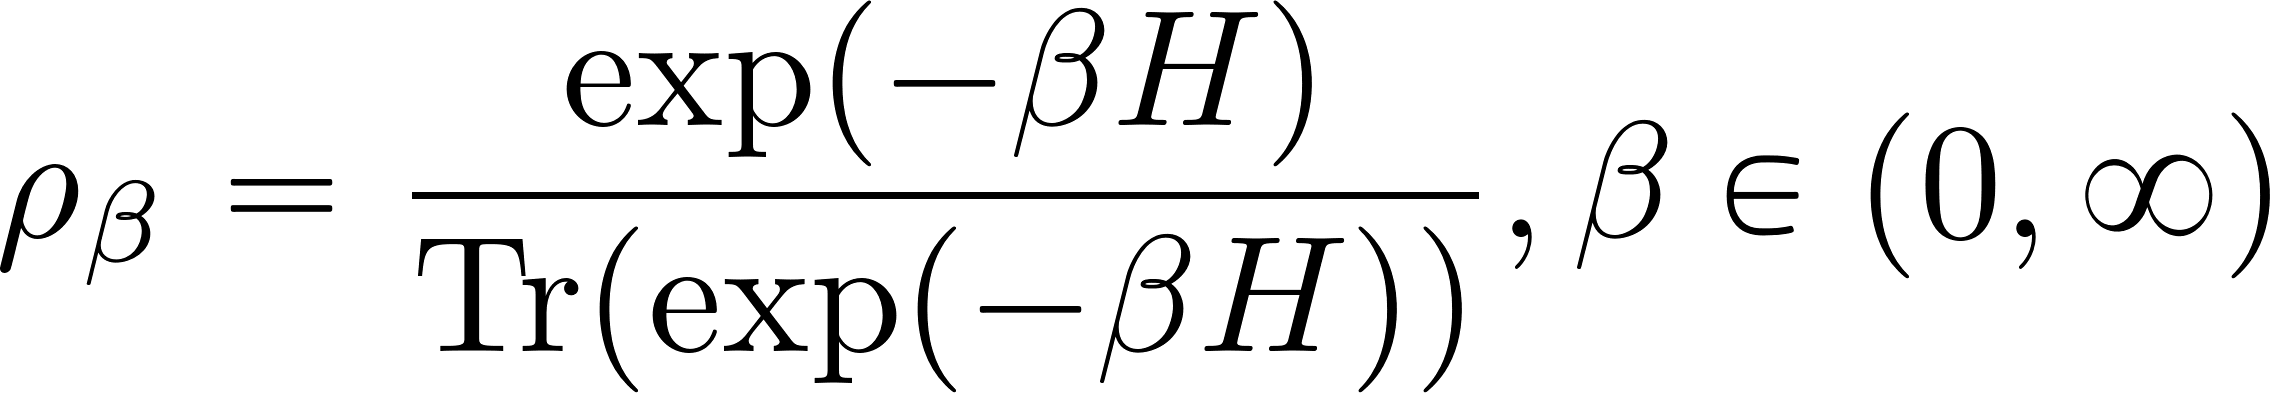 ρ_β = exp(−βH) / Tr(exp(−βH)), β ∈ (0, ∞)